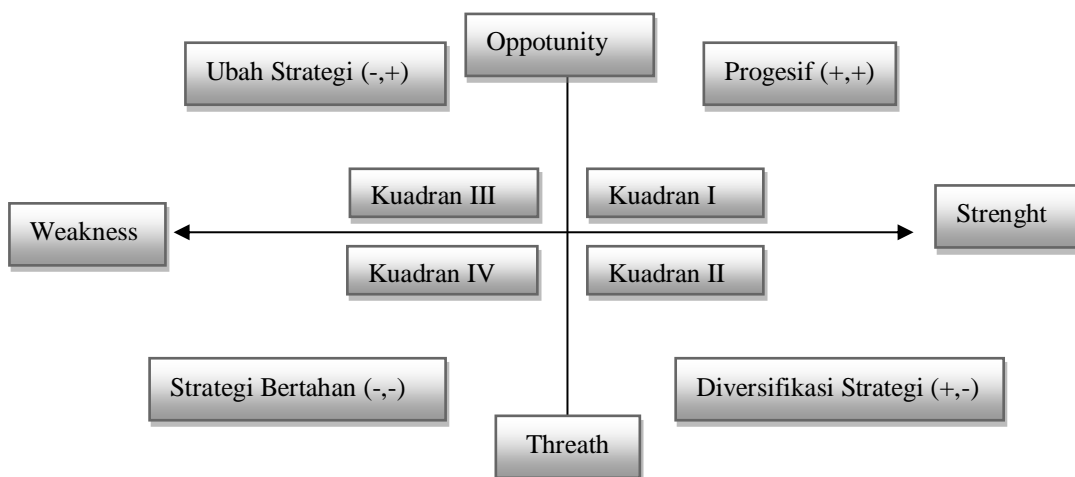 Oppotunity
Ubah Strategi (-,+)
Progesif (+,+)
Kuadran III
Kuadran I
Weakness
Strenght
Kuadran IV
Kuadran II
Strategi Bertahan (-,-)
Diversifikasi Strategi (+,-)
Threath